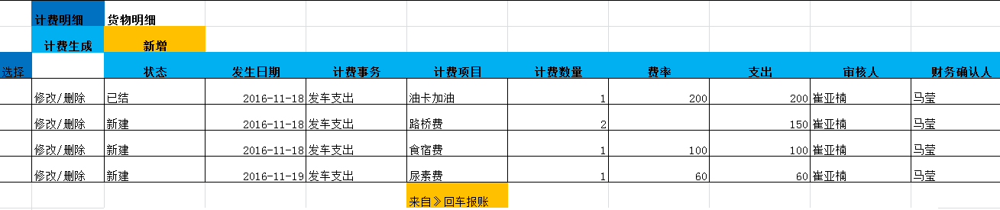 计费明细 货物明细
计费生成 新增
选择 状态 发生日期 计费事务 计费项目 计费数量 费率 支出 审核人 财务确认人
修改/删除 已结 2016-11-18 发车支出 油卡加油 1 200 200 崔亚楠 马莹
修改/删除 新建 2016-11-18 发车支出 路桥费 2 150 崔亚楠 马莹
修改/删除 新建 2016-11-18 发车支出 食宿费 1 100 100 崔亚楠 马莹
修改/删除 新建 2016-11-19 发车支出 尿素费 1 60 60 崔亚楠 马莹
来自》回车报账